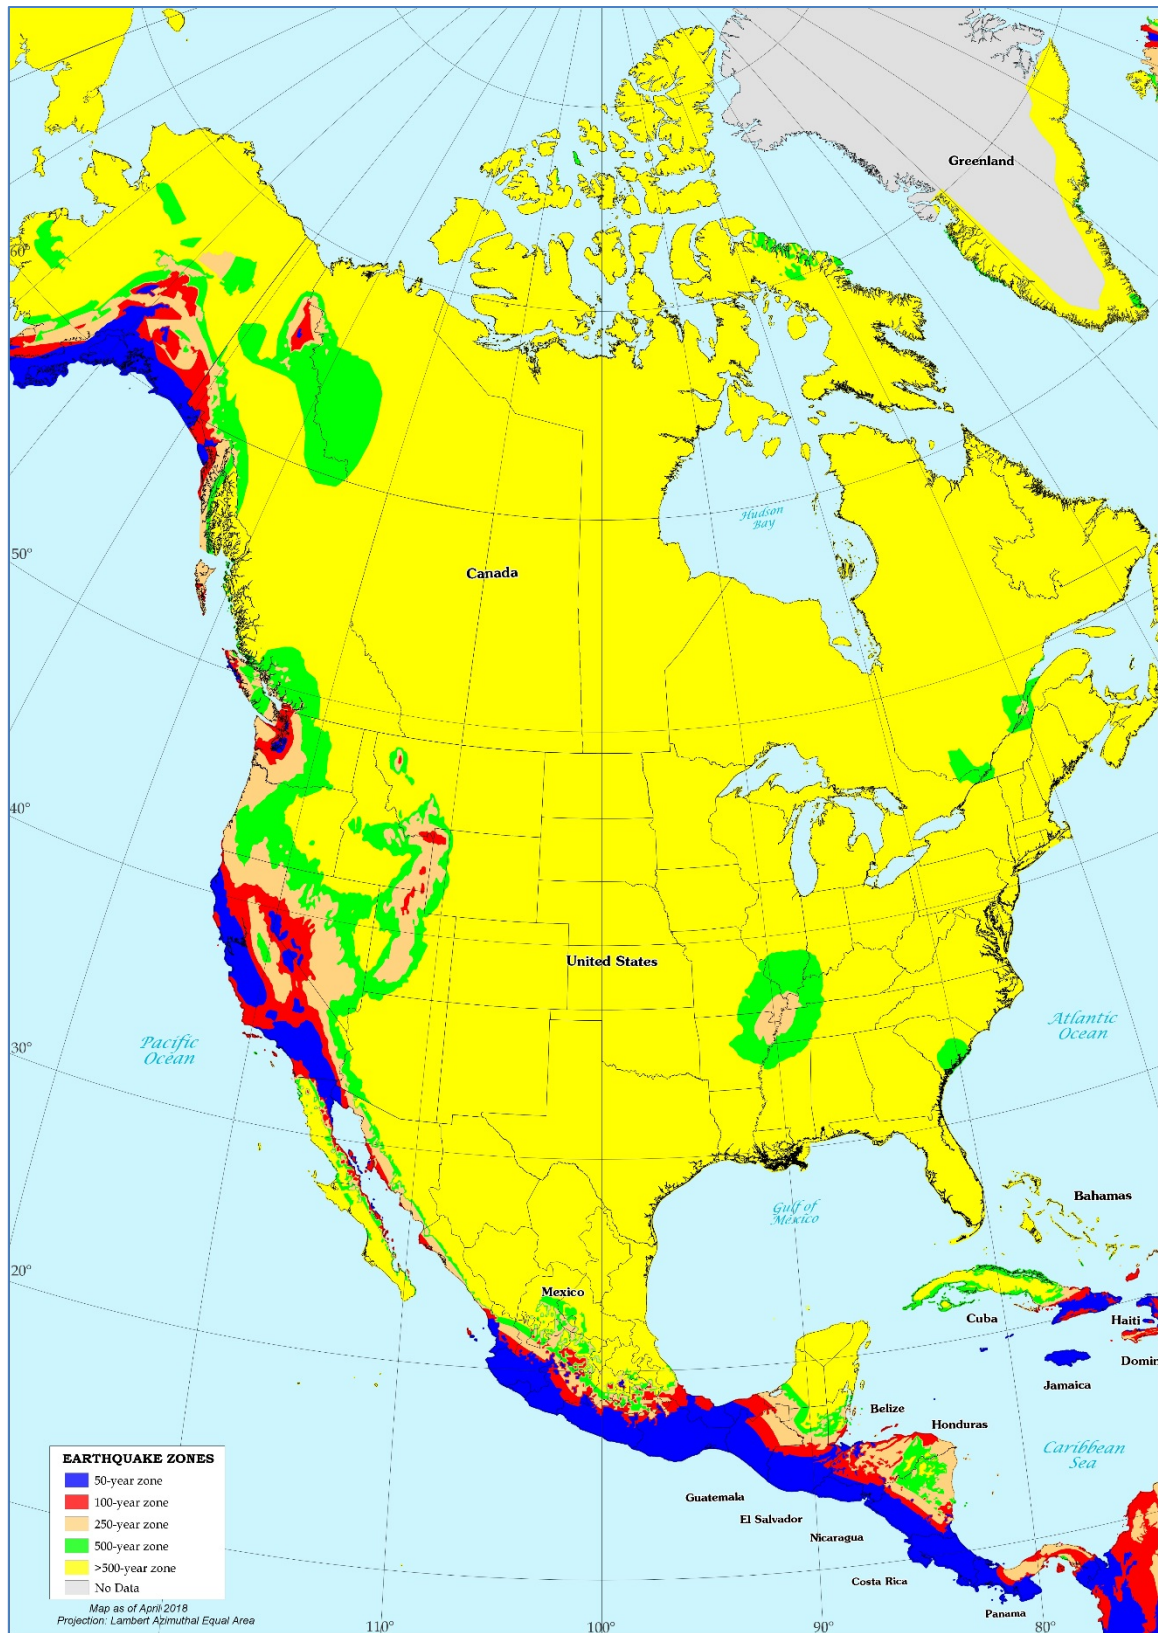 Greenland
60°
Hudson
Bay
50°
Canada
40°
United States
Atlantic
Ocean
Pacific
Ocean
30°
Bahamas
Gulf of
Mexico
20°
Mexico
Cuba
Haiti
Domin
Jamaica
Belize
Honduras
Caribbean
Sea
Guatemala
El Salvador
Nicaragua
Costa Rica
Panama
EARTHQUAKE ZONES
50-year zone
100-year zone
250-year zone
500-year zone
>500-year zone
No Data
Map as of April 2018
Projection: Lambert Azimuthal Equal Area
110°
100°
90°
80°